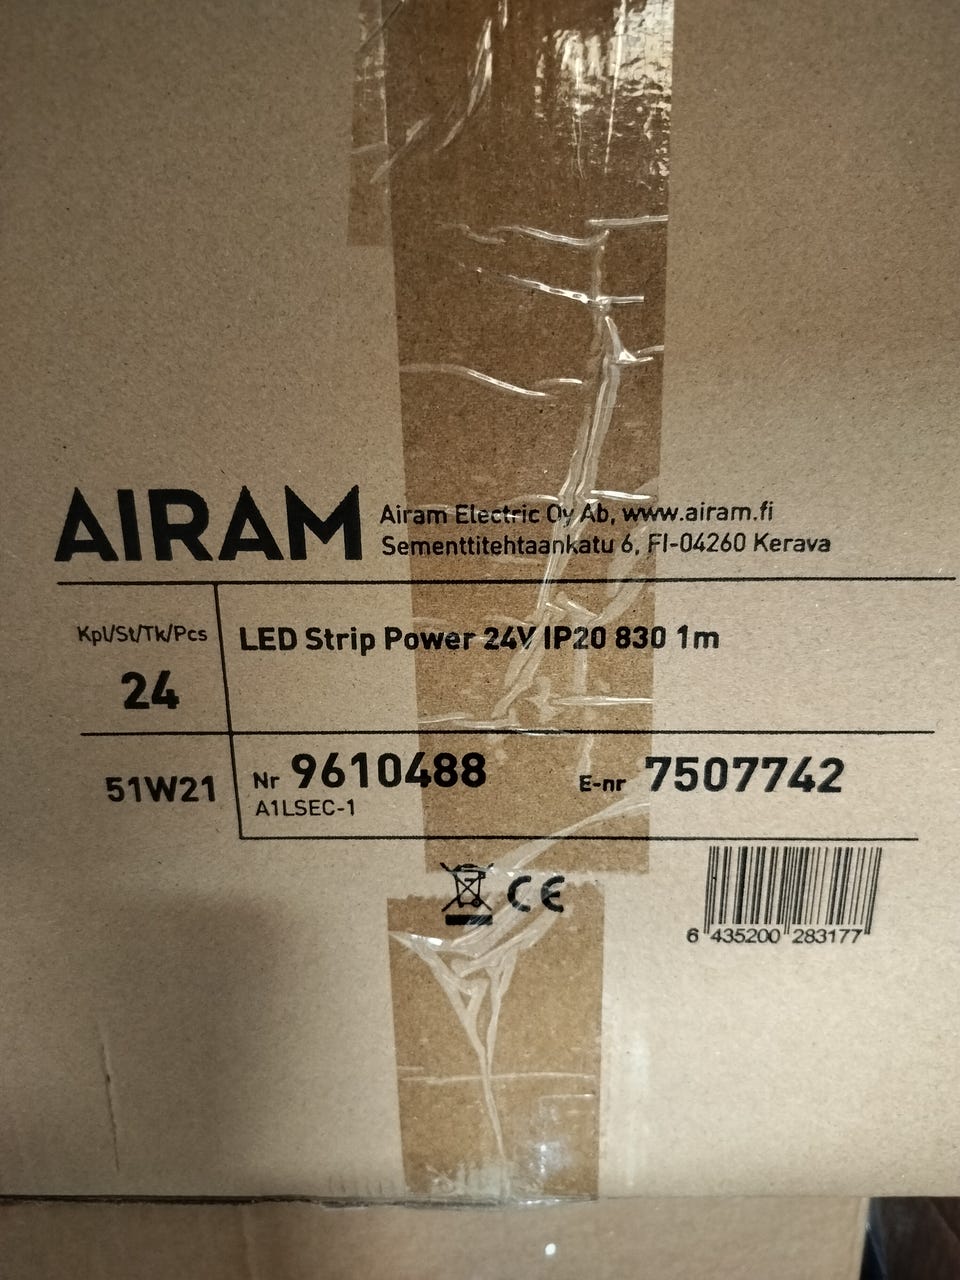 AIRAM
Airam Electric Oy Ab, www.airam.fi
Sementtitehtaankatu 6, FI-04260 Kerava
Kpl/St/Tk/Pcs
24
LED Strip Power 24V IP20 830 1m
51W21
Nr 9610488
A1LSEC-1
E-nr 7507742
CE
6 435200 283177